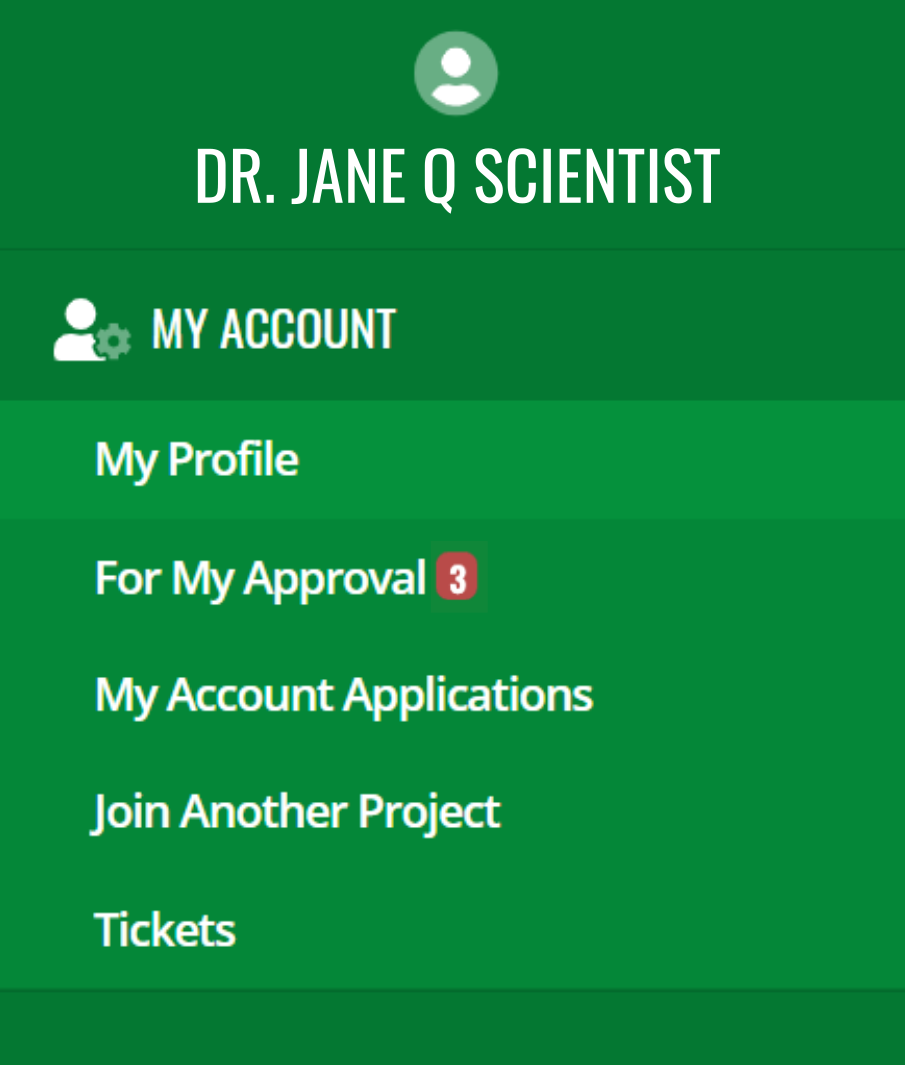 DR. JANE Q SCIENTIST
MY ACCOUNT
My Profile
For My Approval 3
My Account Applications
Join Another Project
Tickets